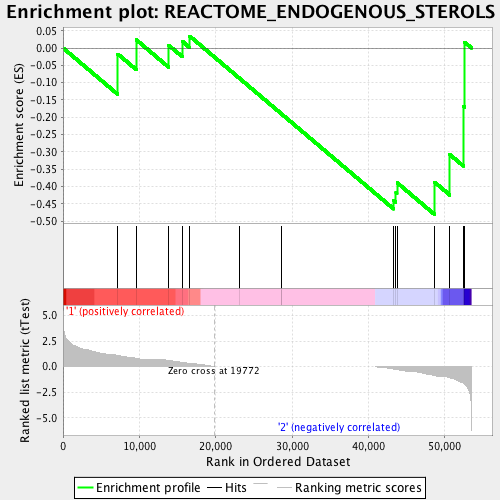 Enrichment plot: REACTOME_ENDOGENOUS_STEROLS
Enrichment score (ES)
0.05
0.00
-0.05
-0.10
-0.15
-0.20
-0.25
-0.30
-0.35
-0.40
-0.45
-0.50
'1' (positively correlated)
Ranked list metric (tTest)
5.0
2.5
0.0
-2.5
-5.0
Zero cross at 19772
'2' (negatively correlated)
0 10,000 20,000 30,000 40,000 50,000
Rank in Ordered Dataset
Enrichment profile Hits Ranking metric scores